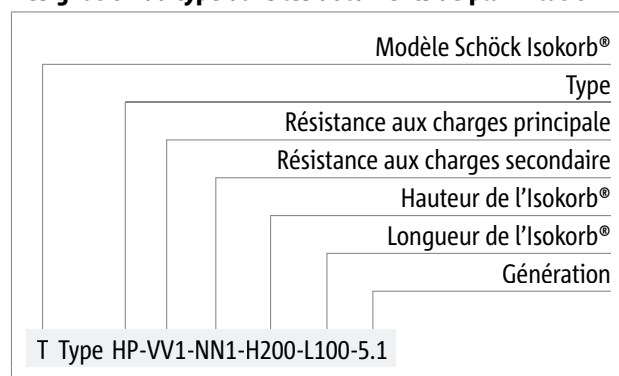 Modèle Schöck Isokorb®
Type
Résistance aux charges principale
Résistance aux charges secondaire
Hauteur de l'Isokorb®
Longueur de l'Isokorb®
Génération
T Type HP-VV1-NN1-H200-L100-5.1